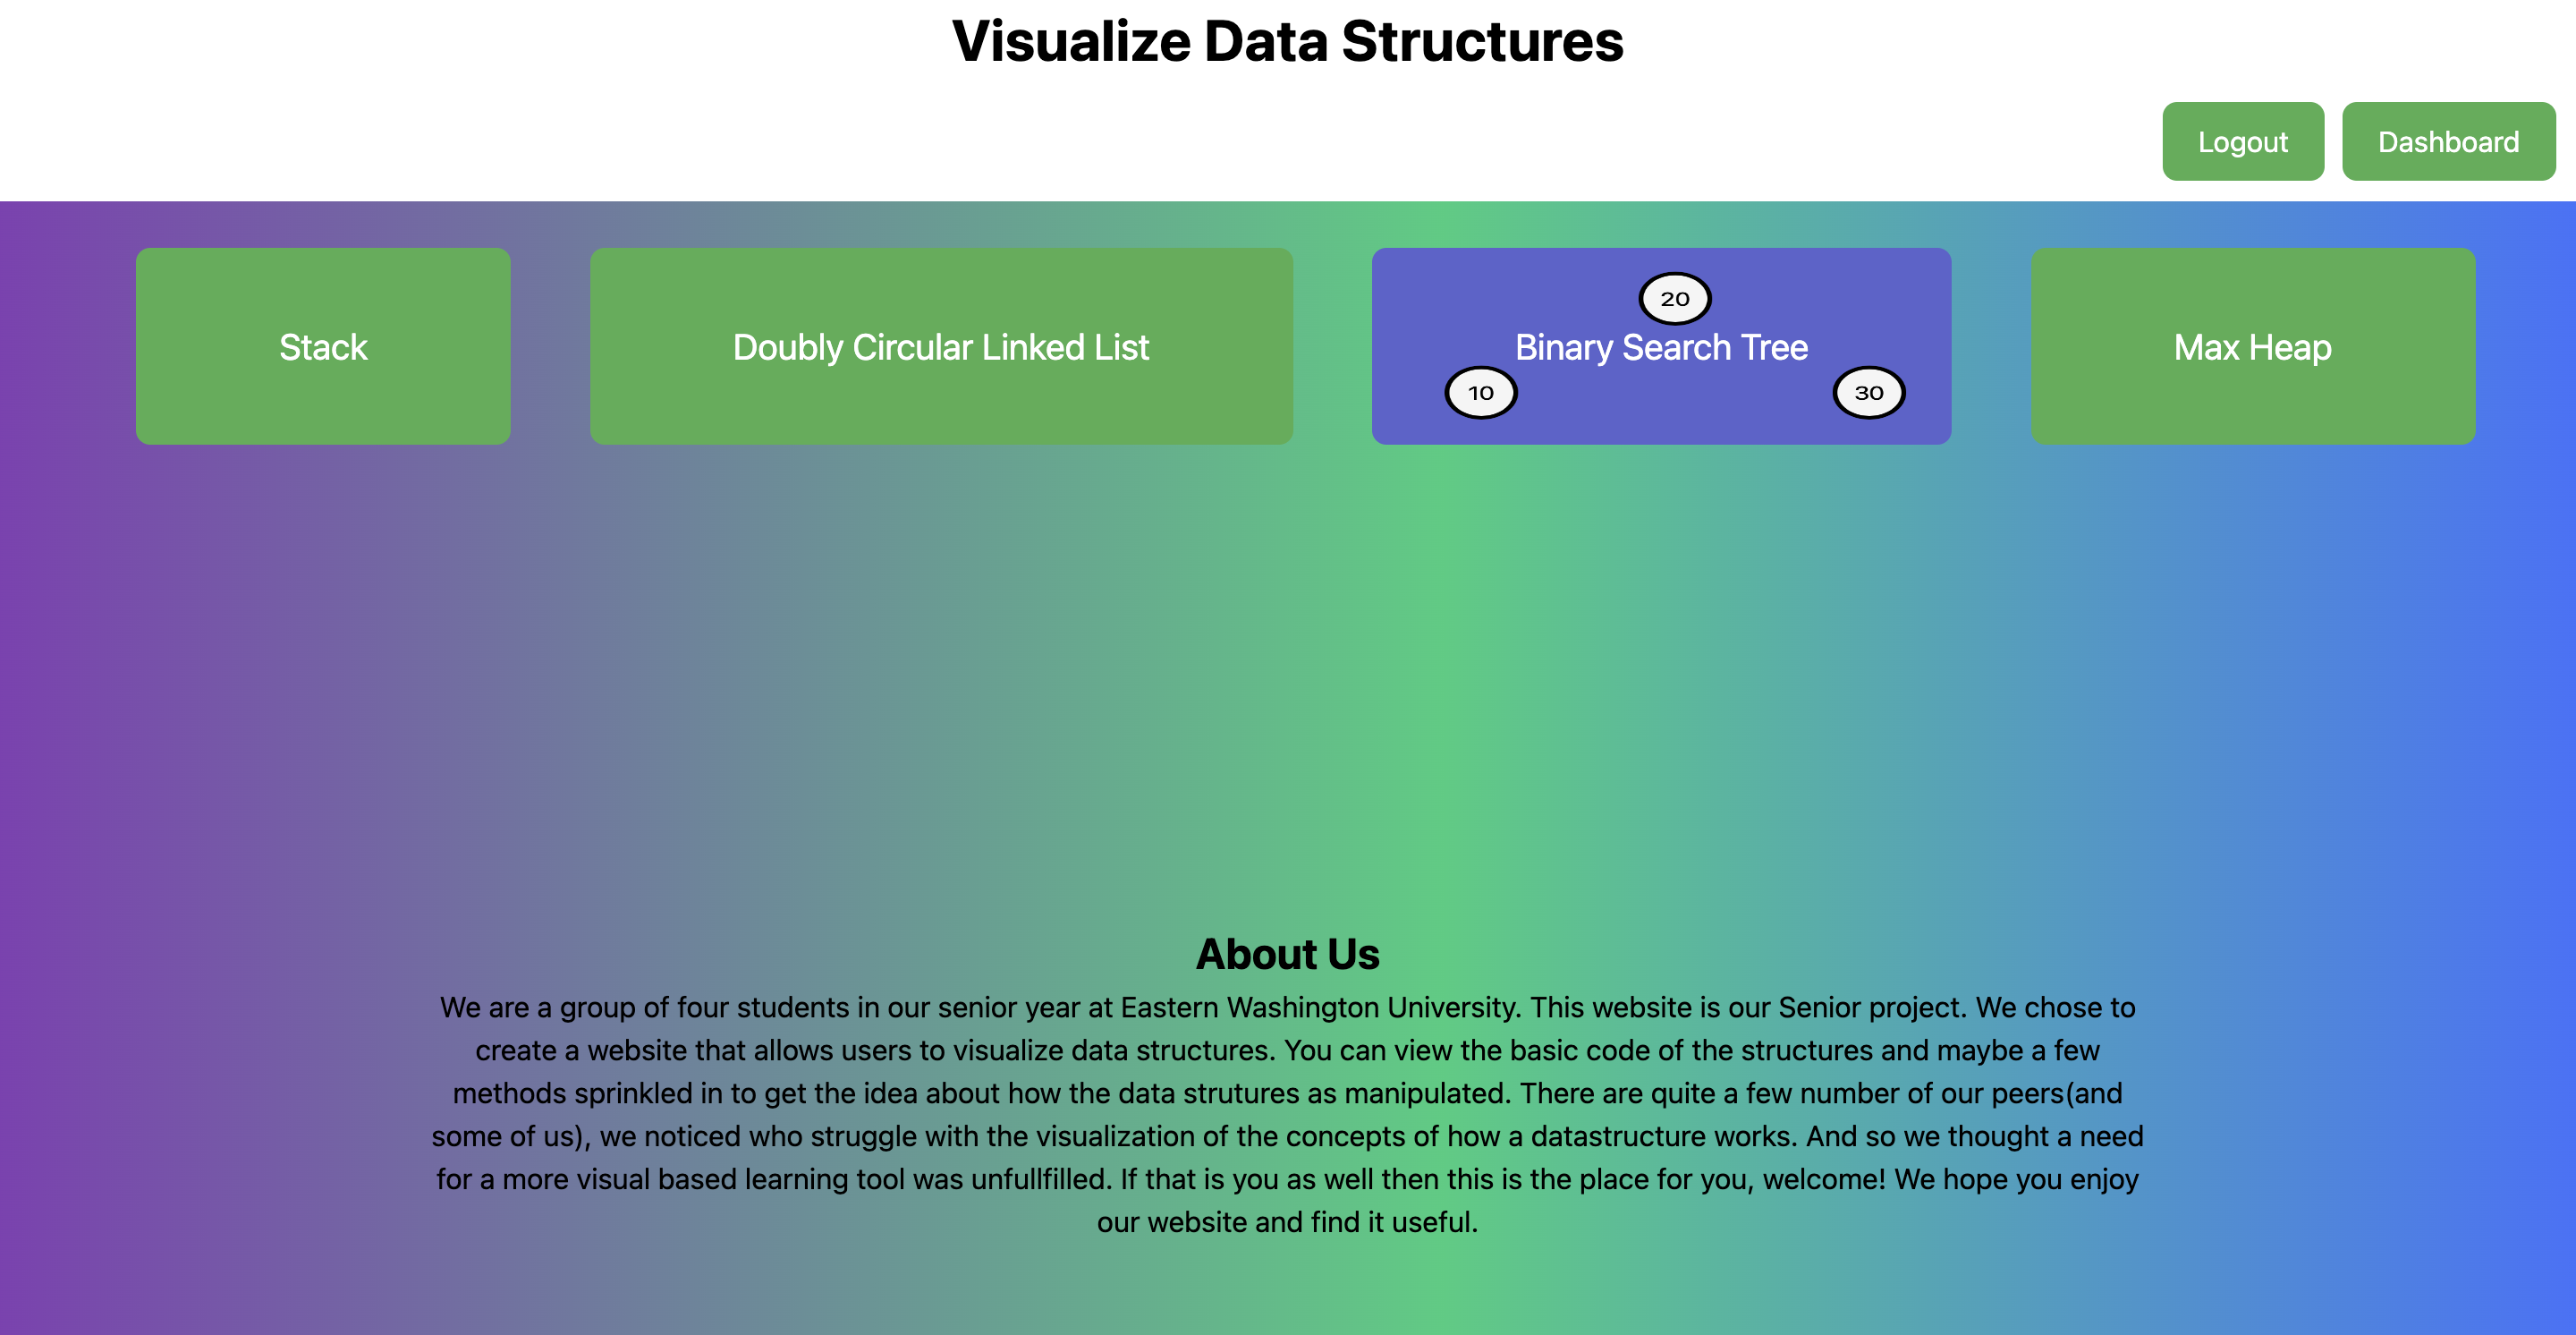 Visualize Data Structures
Logout
Dashboard
Stack
Doubly Circular Linked List
20
Binary Search Tree
10
30
Max Heap
About Us
We are a group of four students in our senior year at Eastern Washington University. This website is our Senior project. We chose to
create a website that allows users to visualize data structures. You can view the basic code of the structures and maybe a few
methods sprinkled in to get the idea about how the data strutures as manipulated. There are quite a few number of our peers(and
some of us), we noticed who struggle with the visualization of the concepts of how a datastructure works. And so we thought a need
for a more visual based learning tool was unfullfilled. If that is you as well then this is the place for you, welcome! We hope you enjoy
our website and find it useful.